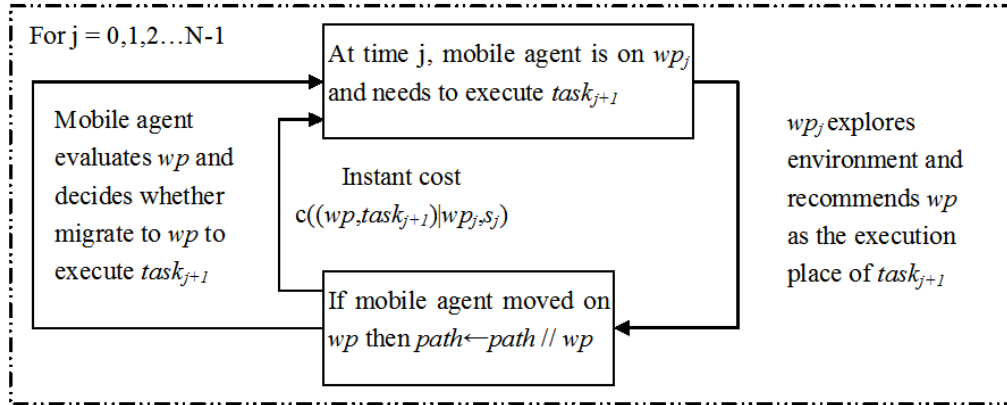 For j = 0,1,2…N-1
At time j, mobile agent is on wpj
and needs to execute taskj+1
Mobile agent
evaluates wp and
decides whether
migrate to wp to
execute taskj+1
Instant cost
c((wp,taskj+1)|wpj,sj)
wpj explores
environment and
recommends wp
as the execution
place of taskj+1
If mobile agent moved on
wp then path←path // wp